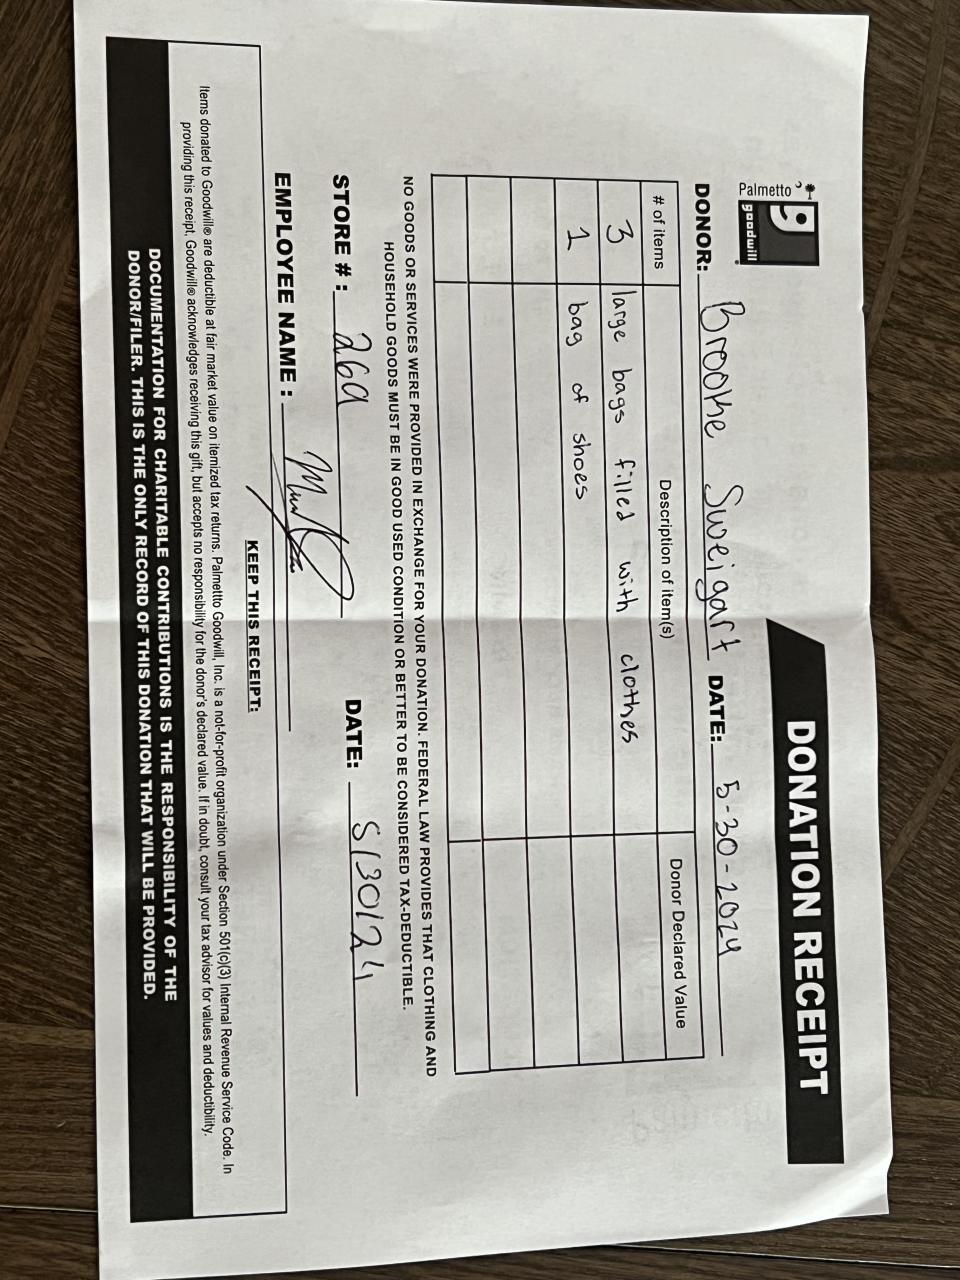 Palmetto
goodwill
DONATION RECEIPT
DONOR: Broothe Sweigart DATE: 5-30-2024
# of items Description of item(s) Donor Declared Value
3 large bags filled with clothes
1 bag of shoes
NO GOODS OR SERVICES WERE PROVIDED IN EXCHANGE FOR YOUR DONATION. FEDERAL LAW PROVIDES THAT CLOTHING AND
HOUSEHOLD GOODS MUST BE IN GOOD USED CONDITION OR BETTER TO BE CONSIDERED TAX-DEDUCTIBLE.
STORE # : 269 DATE: 5/30/24
EMPLOYEE NAME :
KEEP THIS RECEIPT:
Items donated to Goodwill® are deductible at fair market value on itemized tax returns. Palmettto Goodwill, Inc. is a not-for-profit organization under Section 501(c)(3) Internal Revenue Service Code. In
providing this receipt, Goodwill® acknowledges receiving this gift, but accepts no responsibility for the donor's declared value. If in doubt, consult your tax advisor for values and deductibility.
DOCUMENTATION FOR CHARITABLE CONTRIBUTIONS IS THE RESPONSIBILITY OF THE
DONOR/FILER. THIS IS THE ONLY RECORD OF THIS DONATION THAT WILL BE PROVIDED.